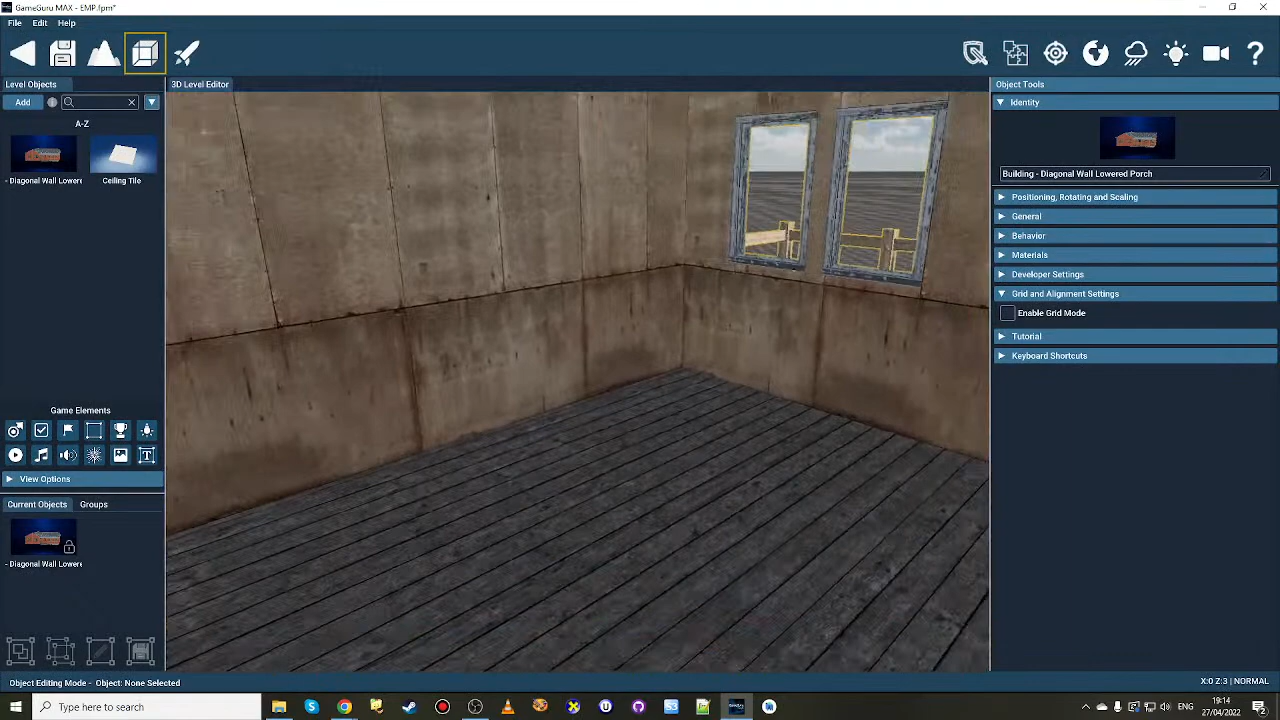 GameGuru MAX - EMP.fpm*
File Edit Help
Level Objects
3D Level Editor
Object Tools
Add
Identity
A-Z
- Diagonal Wall Lowere
Ceiling Tile
Building - Diagonal Wall Lowered Porch
Positioning, Rotating and Scaling
General
Behavior
Materials
Developer Settings
Grid and Alignment Settings
Enable Grid Mode
Tutorial
Keyboard Shortcuts
Game Elements
View Options
Current Objects Groups
- Diagonal Wall Lowere
Object Editing Mode - Object: None Selected
X:0 Z:3 | NORMAL
Type here to search
19:14
27/04/2022